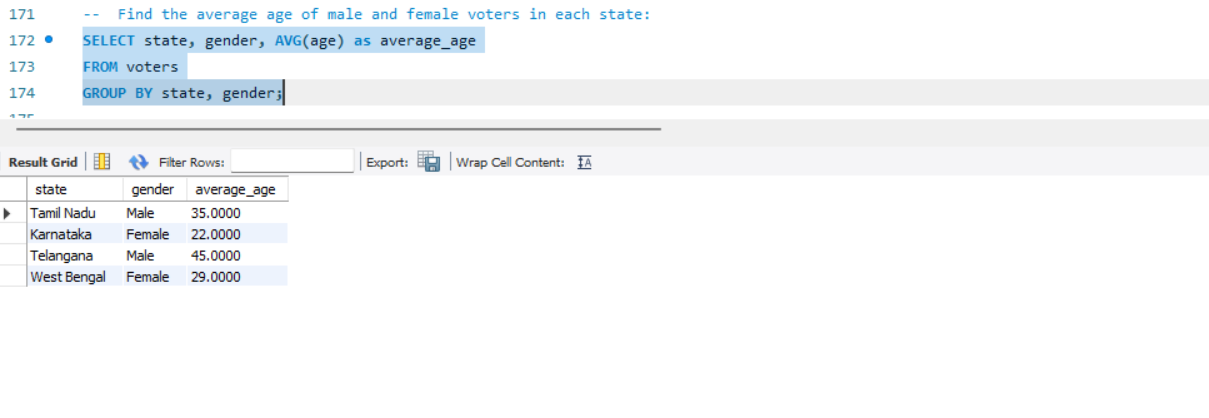 171 -- Find the average age of male and female voters in each state:
172 SELECT state, gender, AVG(age) as average_age
173 FROM voters
174 GROUP BY state, gender;
Result Grid Filter Rows: Export: Wrap Cell Content: IA
state gender average_age
Tamil Nadu Male 35.0000
Karnataka Female 22.0000
Telangana Male 45.0000
West Bengal Female 29.0000